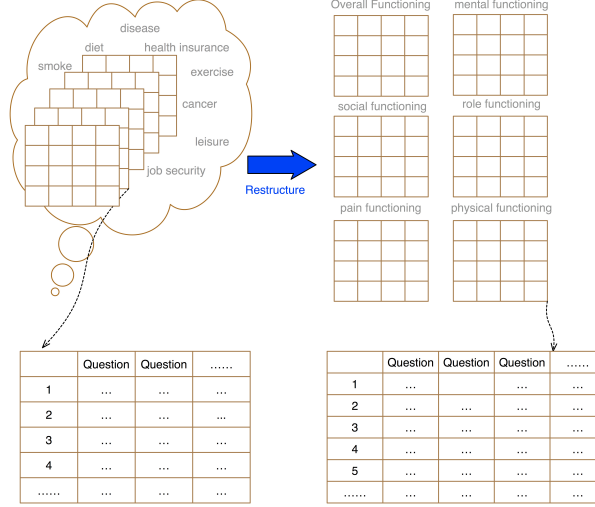 disease
diet health insurance
smoke
exercise
cancer
leisure
job security
Restructure
Overall Functioning mental functioning
social functioning role functioning
pain functioning physical functioning
Question Question ......
1 ... ... ...
2 ... ... ...
3 ... ... ...
4 ... ... ...
...... ... ... ...
Question Question Question ......
1 ... ... ...
2 ... ... ... ...
3 ... ... ... ...
4 ... ... ... ...
5 ... ... ... ...
...... ... ... ... ...